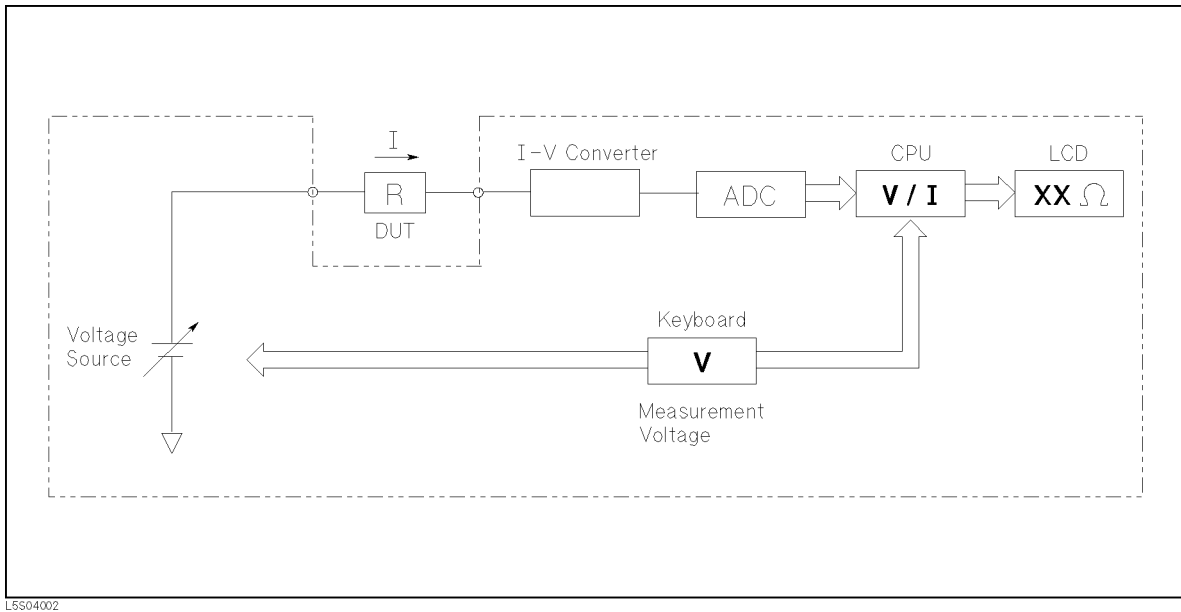 I
I-V Converter
CPU
LCD
R
ADC
V / I
XX Ω
DUT
Keyboard
Voltage
Source
V
Measurement
Voltage
L5S04002